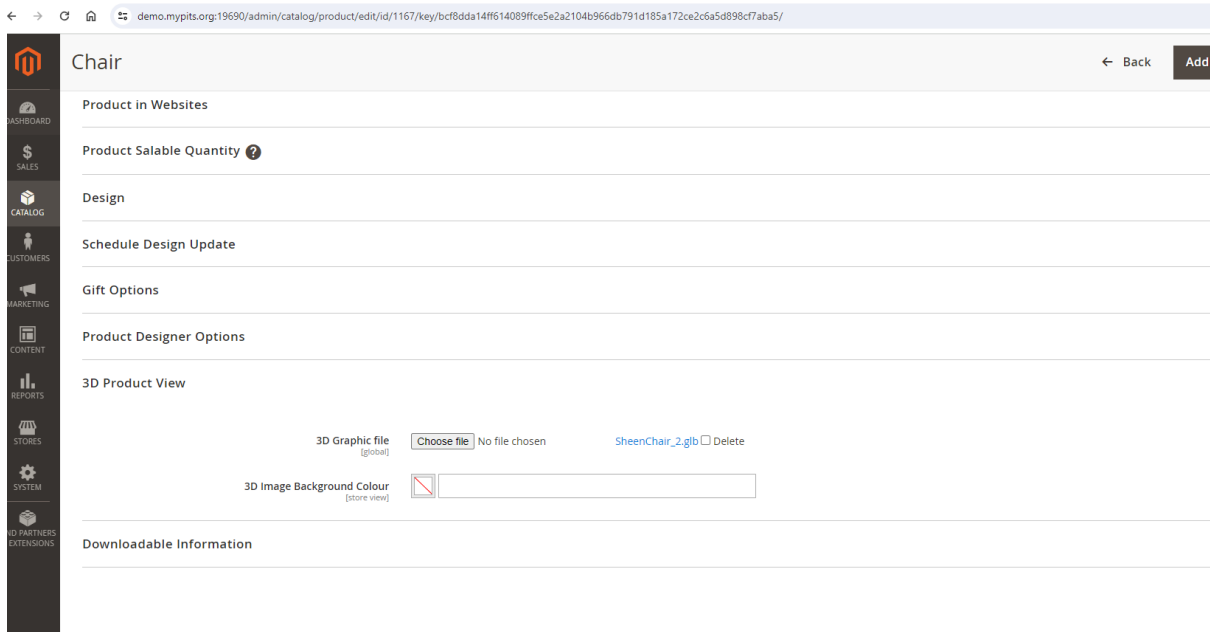 demo.mypits.org:19690/admin/catalog/product/edit/id/1167/key/bcf8dda14ff614089ffce5e2a2104b966db791d185a172ce2c6a5d898cf7aba5/
Chair
Back
Add
DASHBOARD
SALES
CATALOG
CUSTOMERS
MARKETING
CONTENT
REPORTS
STORES
SYSTEM
ND PARTNERS
EXTENSIONS
Product in Websites
Product Salable Quantity ?
Design
Schedule Design Update
Gift Options
Product Designer Options
3D Product View
3D Graphic file Choose file No file chosen SheenChair_2.glb Delete
[global]
3D Image Background Colour
[store view]
Downloadable Information